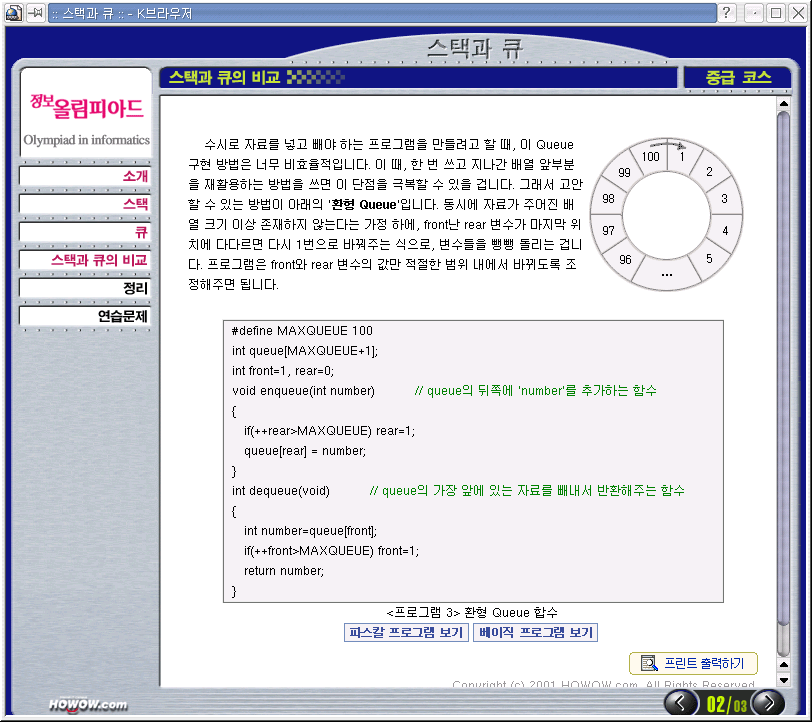 :: 스택과 큐 :: - K브라우저
스택과 큐
정보올림피아드
Olympiad in informatics
소개
스택
큐
스택과 큐의 비교
정리
연습문제
스택과 큐의 비교
중급 코스
수시로 자료를 넣고 빼야 하는 프로그램을 만들려고 할 때, 이 Queue
구현 방법은 너무 비효율적입니다. 이 때, 한 번 쓰고 지나간 배열 앞부분
을 재활용하는 방법을 쓰면 이 단점을 극복할 수 있을 겁니다. 그래서 고안
할 수 있는 방법이 아래의 '환형 Queue'입니다. 동시에 자료가 주어진 배
열 크기 이상 존재하지 않는다는 가정 하에, front난 rear 변수가 마지막 위
치에 다다르면 다시 1번으로 바꿔주는 식으로, 변수들을 뺑뺑 돌리는 겁니
다. 프로그램은 front와 rear 변수의 값만 적절한 범위 내에서 바뀌도록 조
정해주면 됩니다.
100
1
2
3
4
5
...
96
97
98
99
#define MAXQUEUE 100
int queue[MAXQUEUE+1];
int front=1, rear=0;
void enqueue(int number) // queue의 뒤쪽에 'number'를 추가하는 함수
{
if(++rear>MAXQUEUE) rear=1;
queue[rear] = number;
}
int dequeue(void) // queue의 가장 앞에 있는 자료를 빼내서 반환해주는 함수
{
int number=queue[front];
if(++front>MAXQUEUE) front=1;
return number;
}
<프로그램 3> 환형 Queue 함수
파스칼 프로그램 보기 베이직 프로그램 보기
프린트 출력하기
Copyright (c) 2001 HOWOW.com. All Rights Reserved
HOWOW.com
02/03